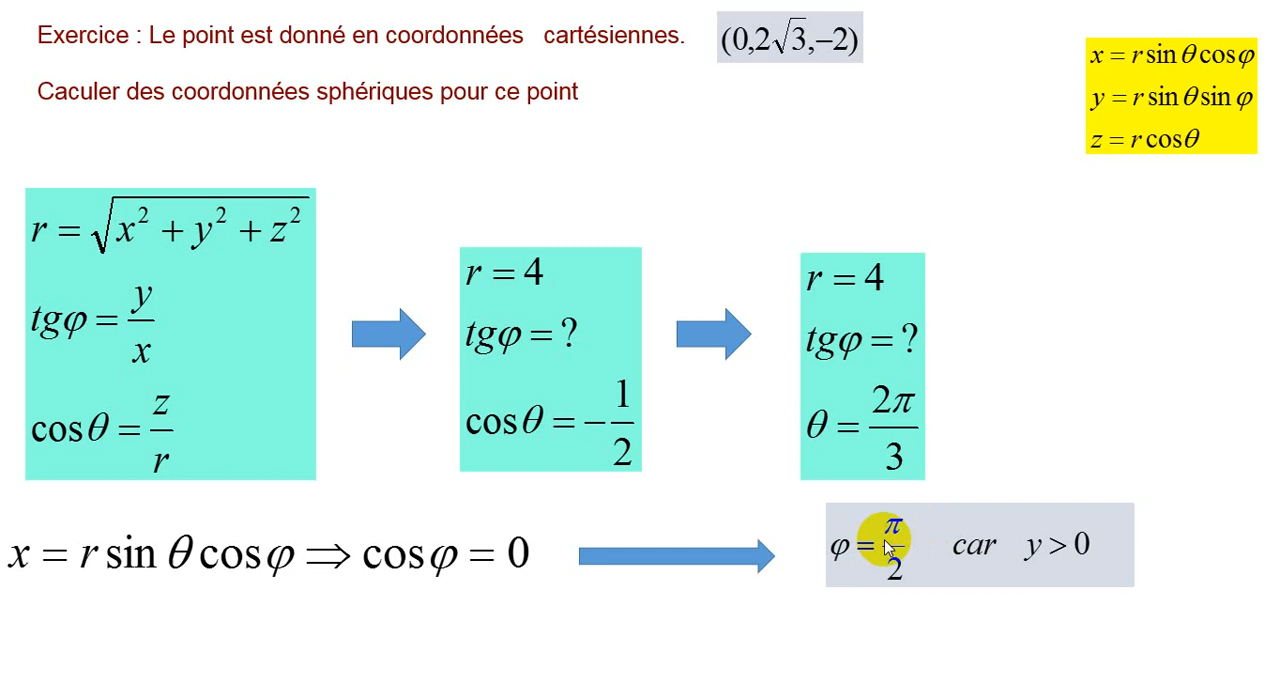 Exercice : Le point est donné en coordonnées cartésiennes. (0,2√3,–2)
Caculer des coordonnées sphériques pour ce point
x = r sin θ cos φ
y = r sin θ sin φ
z = r cos θ
r = √(x² + y² + z²)
tgφ = y/x
cos θ = z/r
r = 4
tgφ = ?
cos θ = –1/2
r = 4
tgφ = ?
θ = 2π/3
x = r sin θ cos φ ⇒ cos φ = 0
φ = π/2 car y > 0